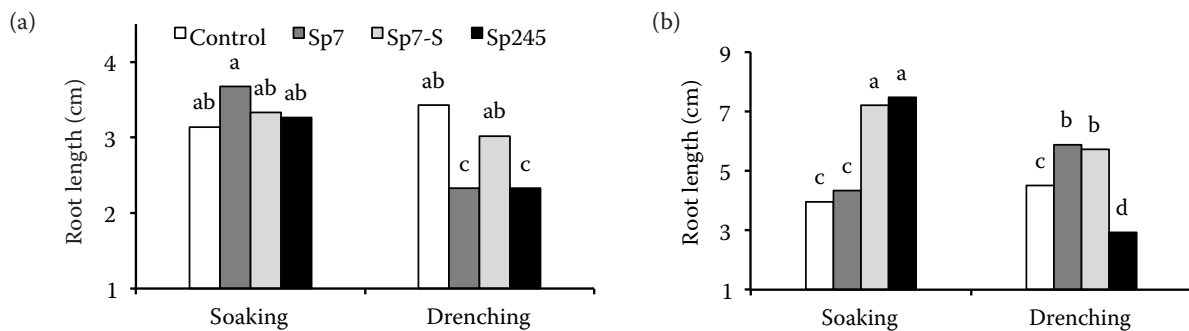 (a)
Control Sp7 Sp7-S Sp245
Root length (cm)
4
3
2
1
ab a ab ab
ab c ab c
Soaking Drenching
(b)
Root length (cm)
9
7
5
3
1
c c a a
c b b d
Soaking Drenching